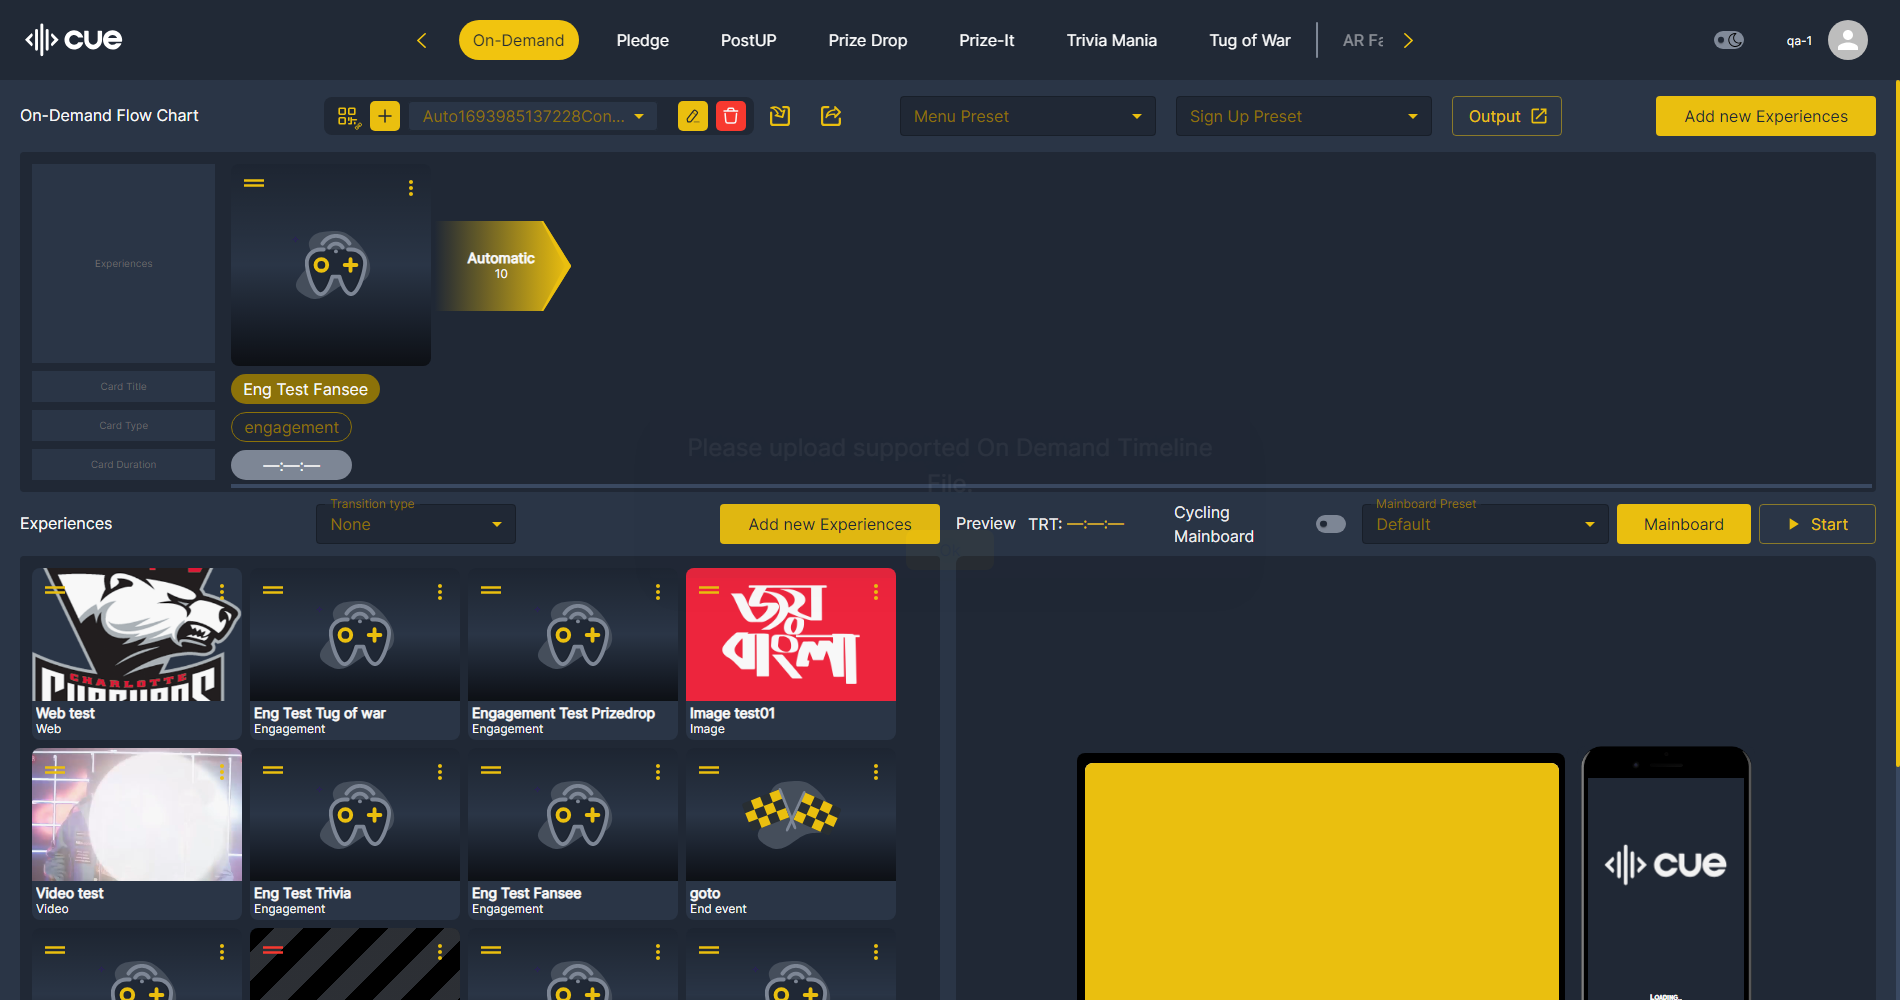 cue
On-Demand
Pledge
PostUP
Prize Drop
Prize-It
Trivia Mania
Tug of War
AR Fa
qa-1
On-Demand Flow Chart
Auto1693985137228Con...
Menu Preset
Sign Up Preset
Output
Add new Experiences
Experiences
Automatic
10
Card Title
Eng Test Fansee
Card Type
engagement
Card Duration
—:—:—
Please upload supported On Demand Timeline
File.
Experiences
Transition type
None
Add new Experiences
Preview
TRT: —:—:—
Cycling
Mainboard
Mainboard Preset
Default
Mainboard
Start
CHARLOTTE
Web test
Web
Eng Test Tug of war
Engagement
Engagement Test Prizedrop
Engagement
জয়
বাংলা
Image test01
Image
Video test
Video
Eng Test Trivia
Engagement
Eng Test Fansee
Engagement
goto
End event
cue
LOADING...